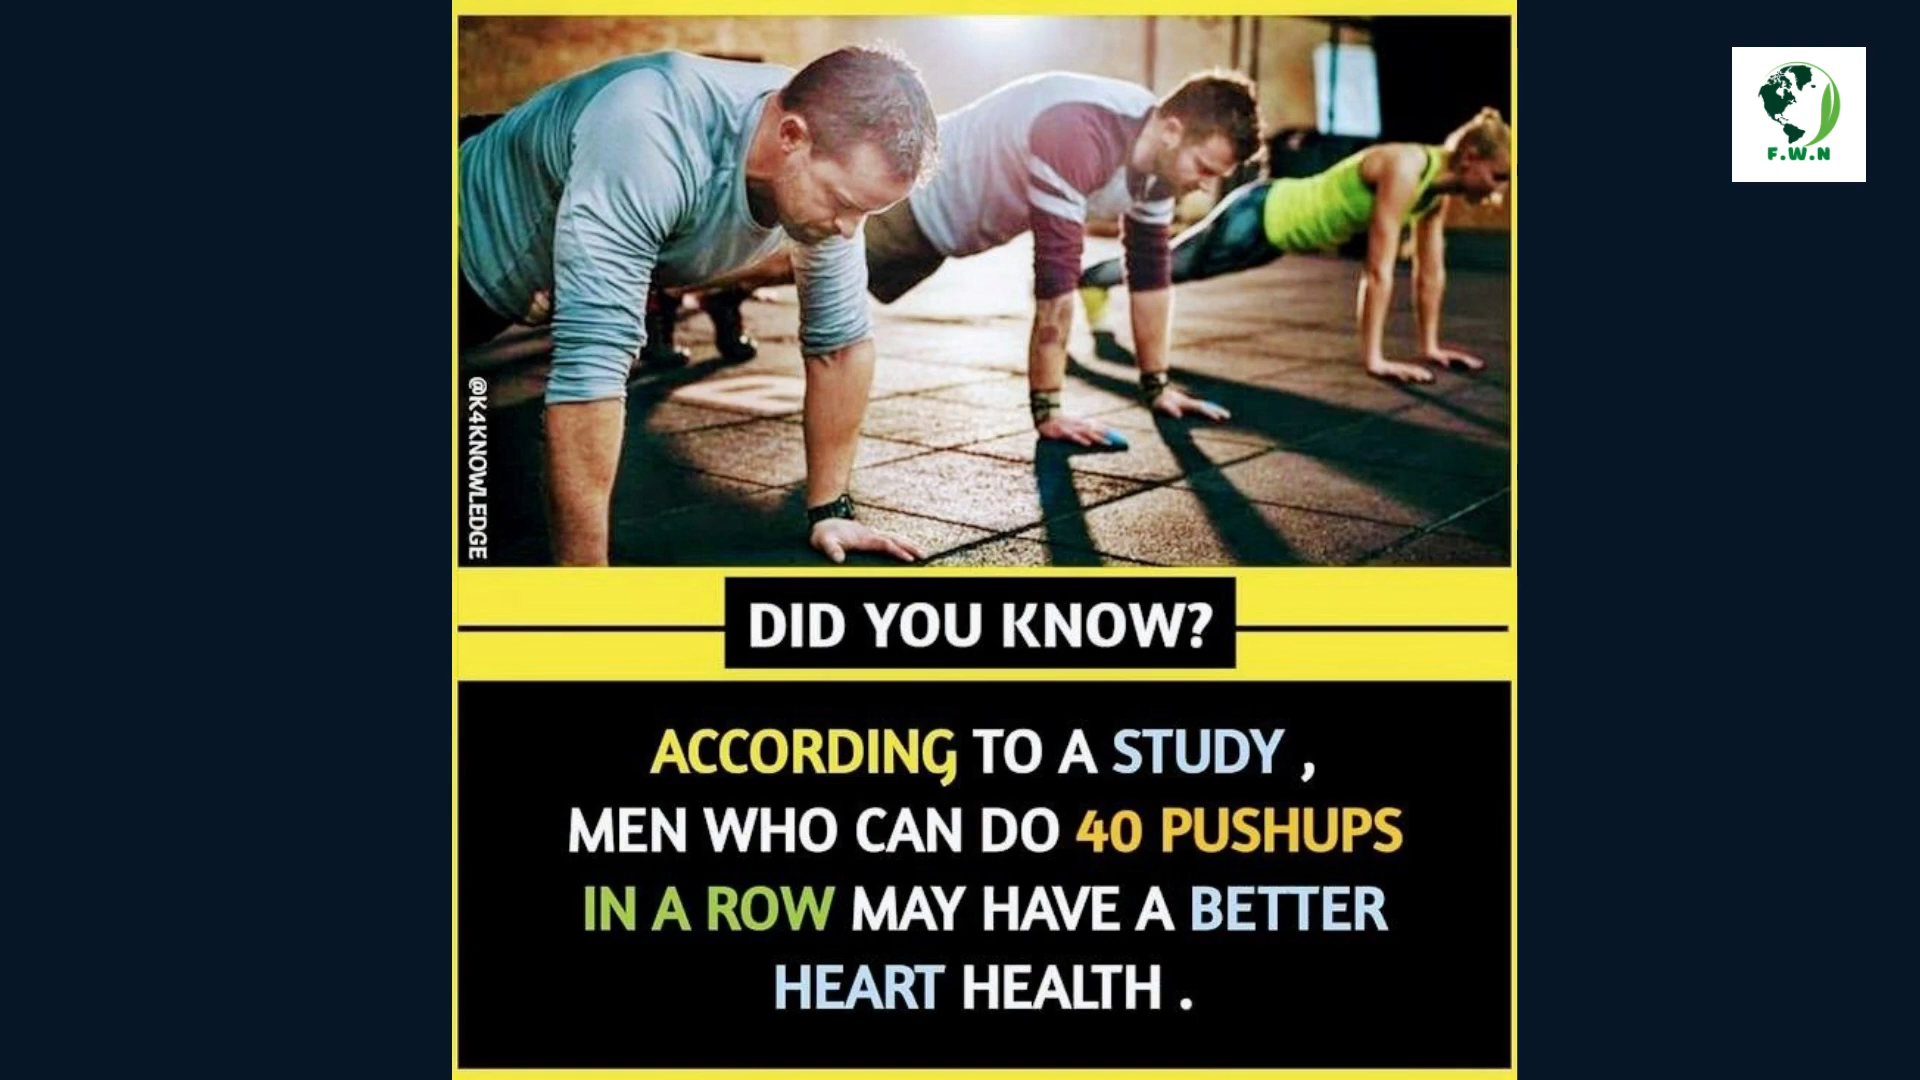 F.W.N
@K4KNOWLEDGE
DID YOU KNOW?
ACCORDING TO A STUDY ,
MEN WHO CAN DO 40 PUSHUPS
IN A ROW MAY HAVE A BETTER
HEART HEALTH .